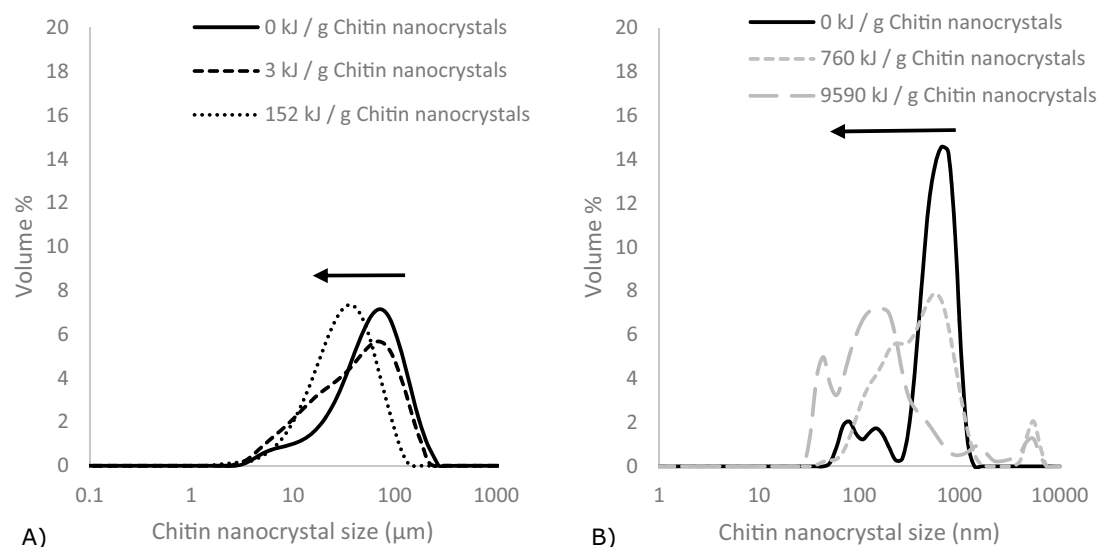 0 kJ / g Chitin nanocrystals
3 kJ / g Chitin nanocrystals
152 kJ / g Chitin nanocrystals
20
18
16
14
12
10
8
6
4
2
0
Volume %
0.1 1 10 100 1000
Chitin nanocrystal size (µm)
A)
0 kJ / g Chitin nanocrystals
760 kJ / g Chitin nanocrystals
9590 kJ / g Chitin nanocrystals
20
18
16
14
12
10
8
6
4
2
0
Volume %
1 10 100 1000 10000
Chitin nanocrystal size (nm)
B)